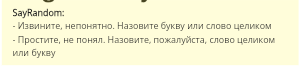 SayRandom:
- Извините, непонятно. Назовите букву или слово целиком
- Простите, не понял. Назовите, пожалуйста, слово целиком
или букву